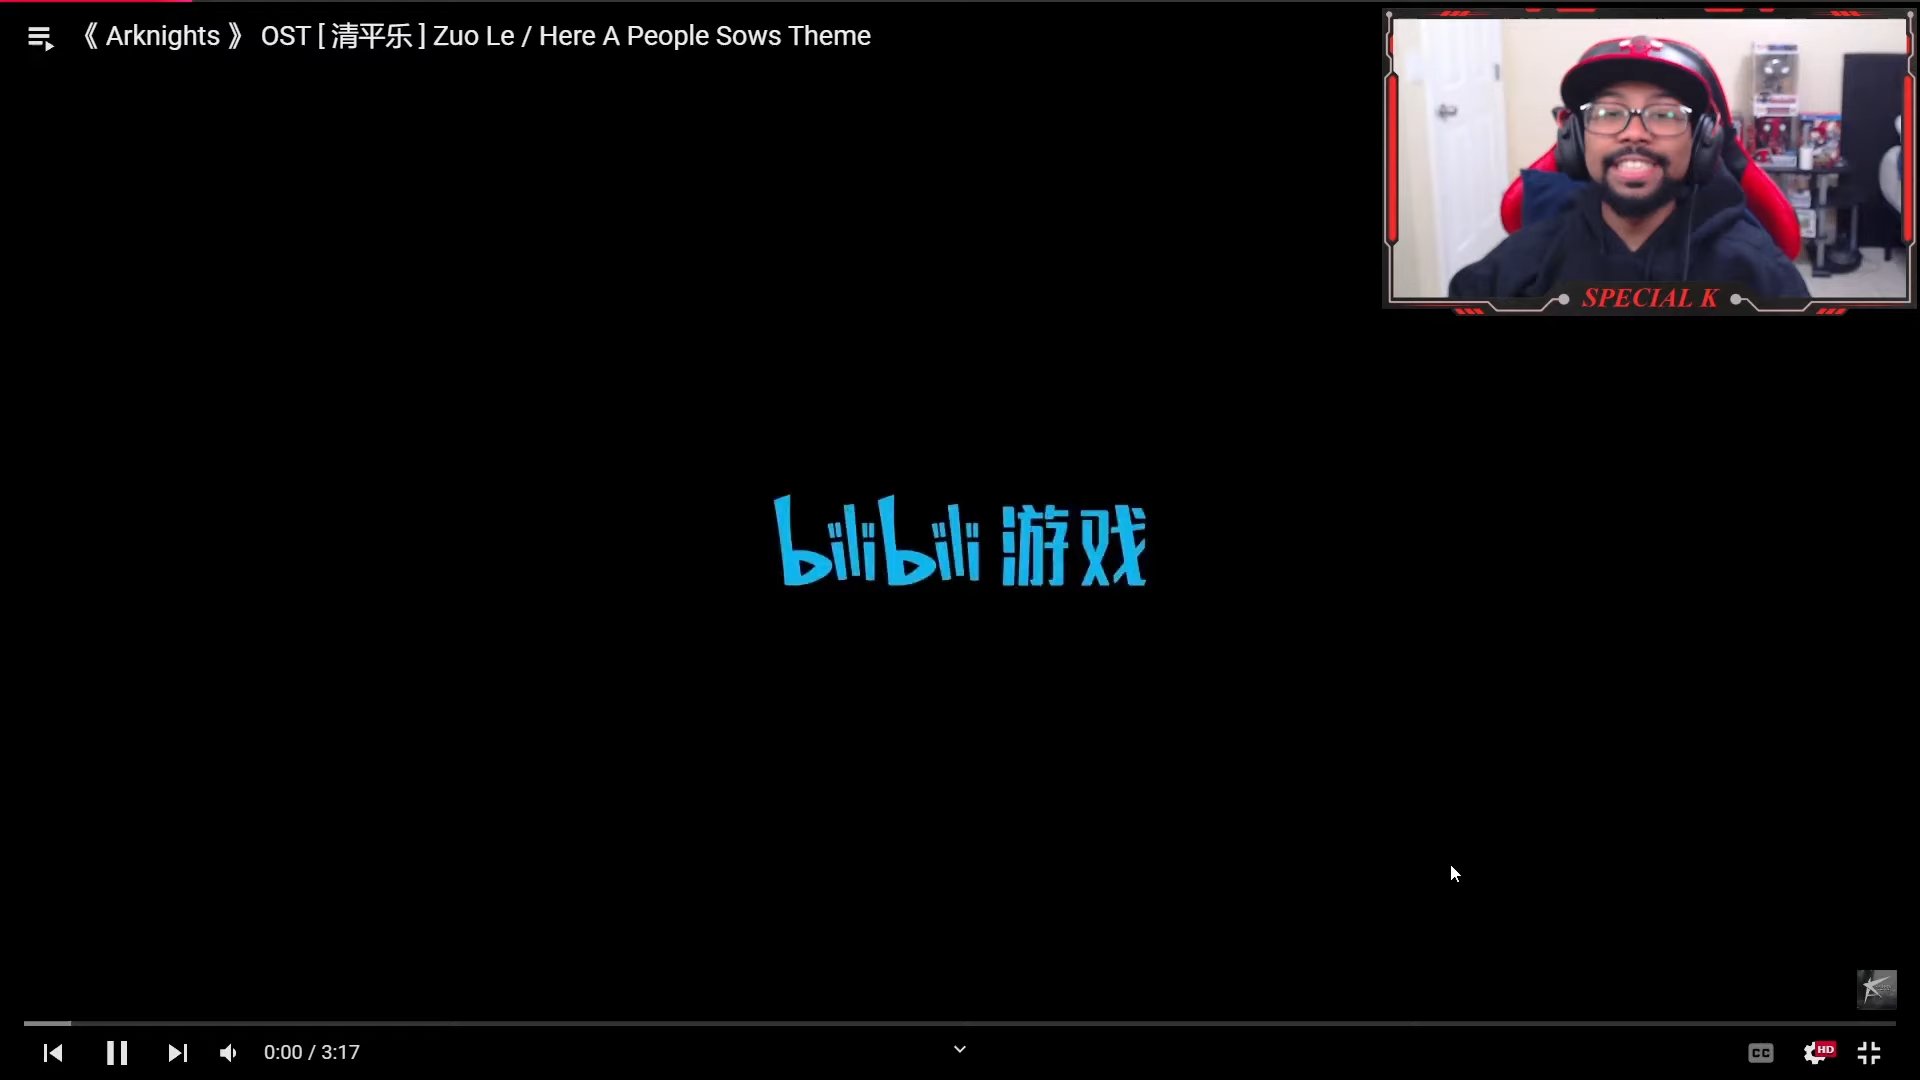 《 Arknights 》 OST [ 清平乐 ] Zuo Le / Here A People Sows Theme
SPECIAL K
bilibili 游戏
0:00 / 3:17
CC
HD